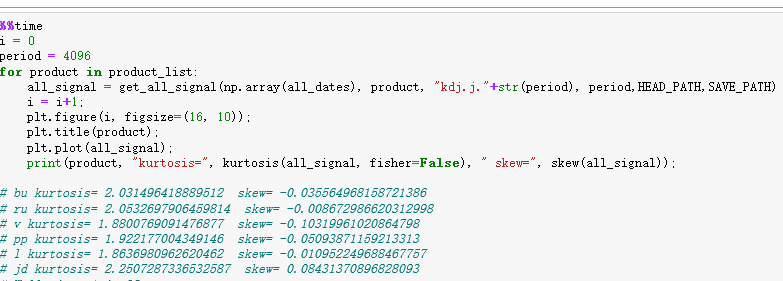 %%time
i = 0
period = 4096
for product in product_list:
    all_signal = get_all_signal(np.array(all_dates), product, "kdj.j."+str(period), period,HEAD_PATH,SAVE_PATH)
    i = i+1;
    plt.figure(i, figsize=(16, 10));
    plt.title(product);
    plt.plot(all_signal);
    print(product, "kurtosis=", kurtosis(all_signal, fisher=False), " skew=", skew(all_signal));
# bu kurtosis= 2.031496418889512  skew= -0.035564968158721386
# ru kurtosis= 2.0532697906459814  skew= -0.008672986620312998
# v kurtosis= 1.8800769091476877  skew= -0.10319961020864798
# pp kurtosis= 1.922177004349146  skew= -0.05093871159213313
# l kurtosis= 1.8636980962620462  skew= -0.010952249688467757
# jd kurtosis= 2.2507287336532587  skew= 0.08431370896828093